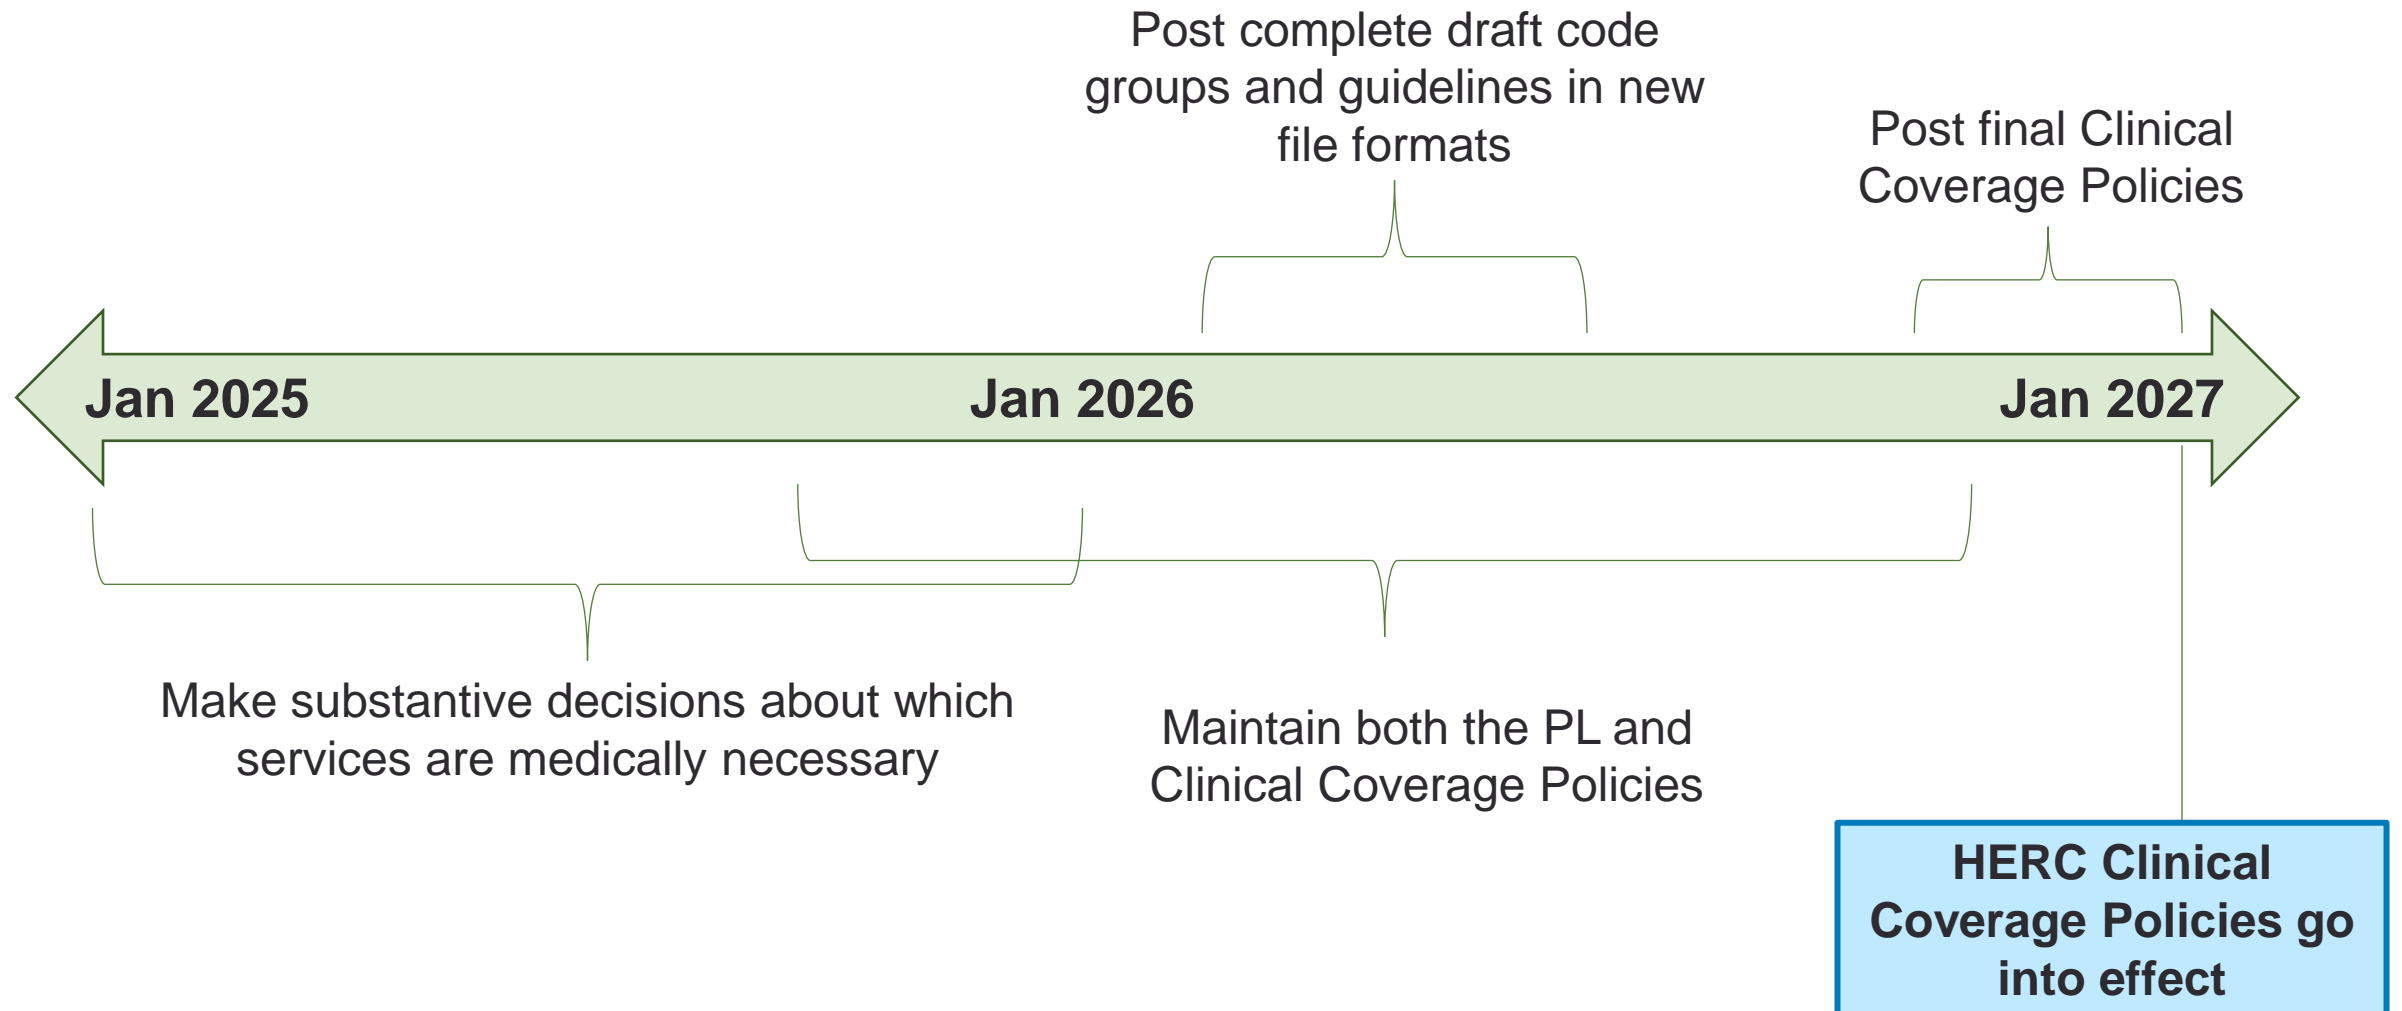 Post complete draft code
groups and guidelines in new
file formats
Post final Clinical
Coverage Policies
Jan 2025
Jan 2026
Jan 2027
Make substantive decisions about which
services are medically necessary
Maintain both the PL and
Clinical Coverage Policies
HERC Clinical
Coverage Policies go
into effect